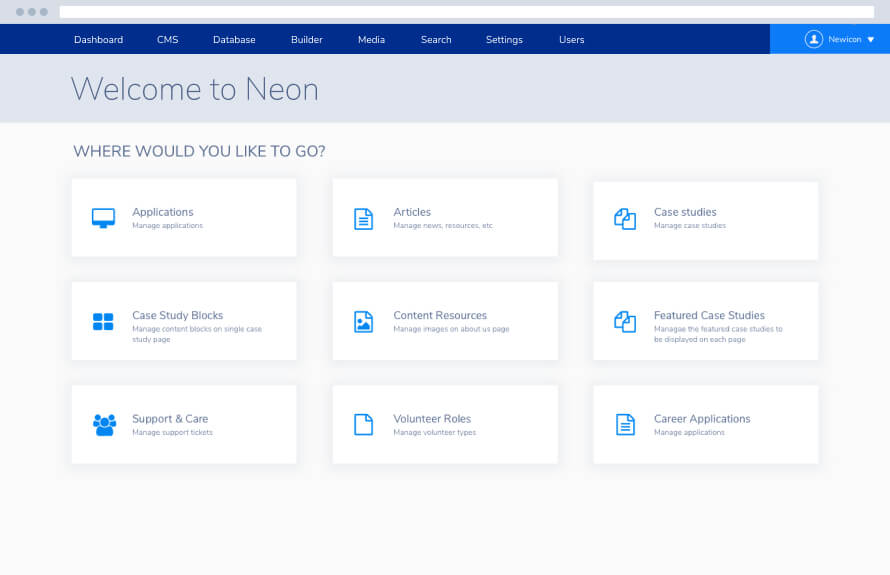 Dashboard CMS Database Builder Media Search Settings Users Newicon
Welcome to Neon
WHERE WOULD YOU LIKE TO GO?
Applications
Manage applications
Articles
Manage news, resources, etc
Case studies
Manage case studies
Case Study Blocks
Manage content blocks on single case
study page
Content Resources
Manage images on about us page
Featured Case Studies
Managae the featured case studies to
be displayed on each page
Support & Care
Manage support tickets
Volunteer Roles
Manage volunteer types
Career Applications
Manage applications